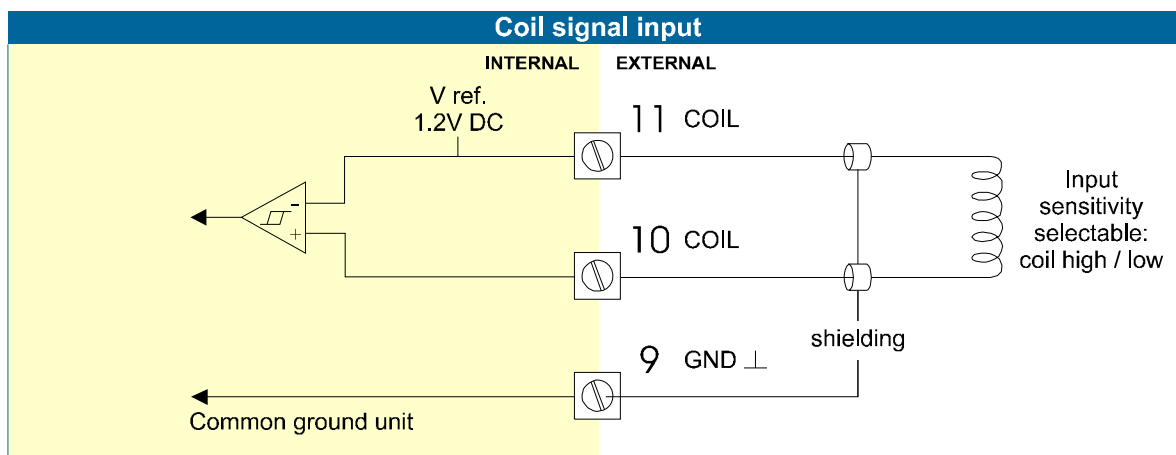 Coil signal input
INTERNAL
EXTERNAL
V ref.
1.2V DC
11 COIL
-
+
10 COIL
Input
sensitivity
selectable:
coil high / low
shielding
9 GND ⊥
Common ground unit